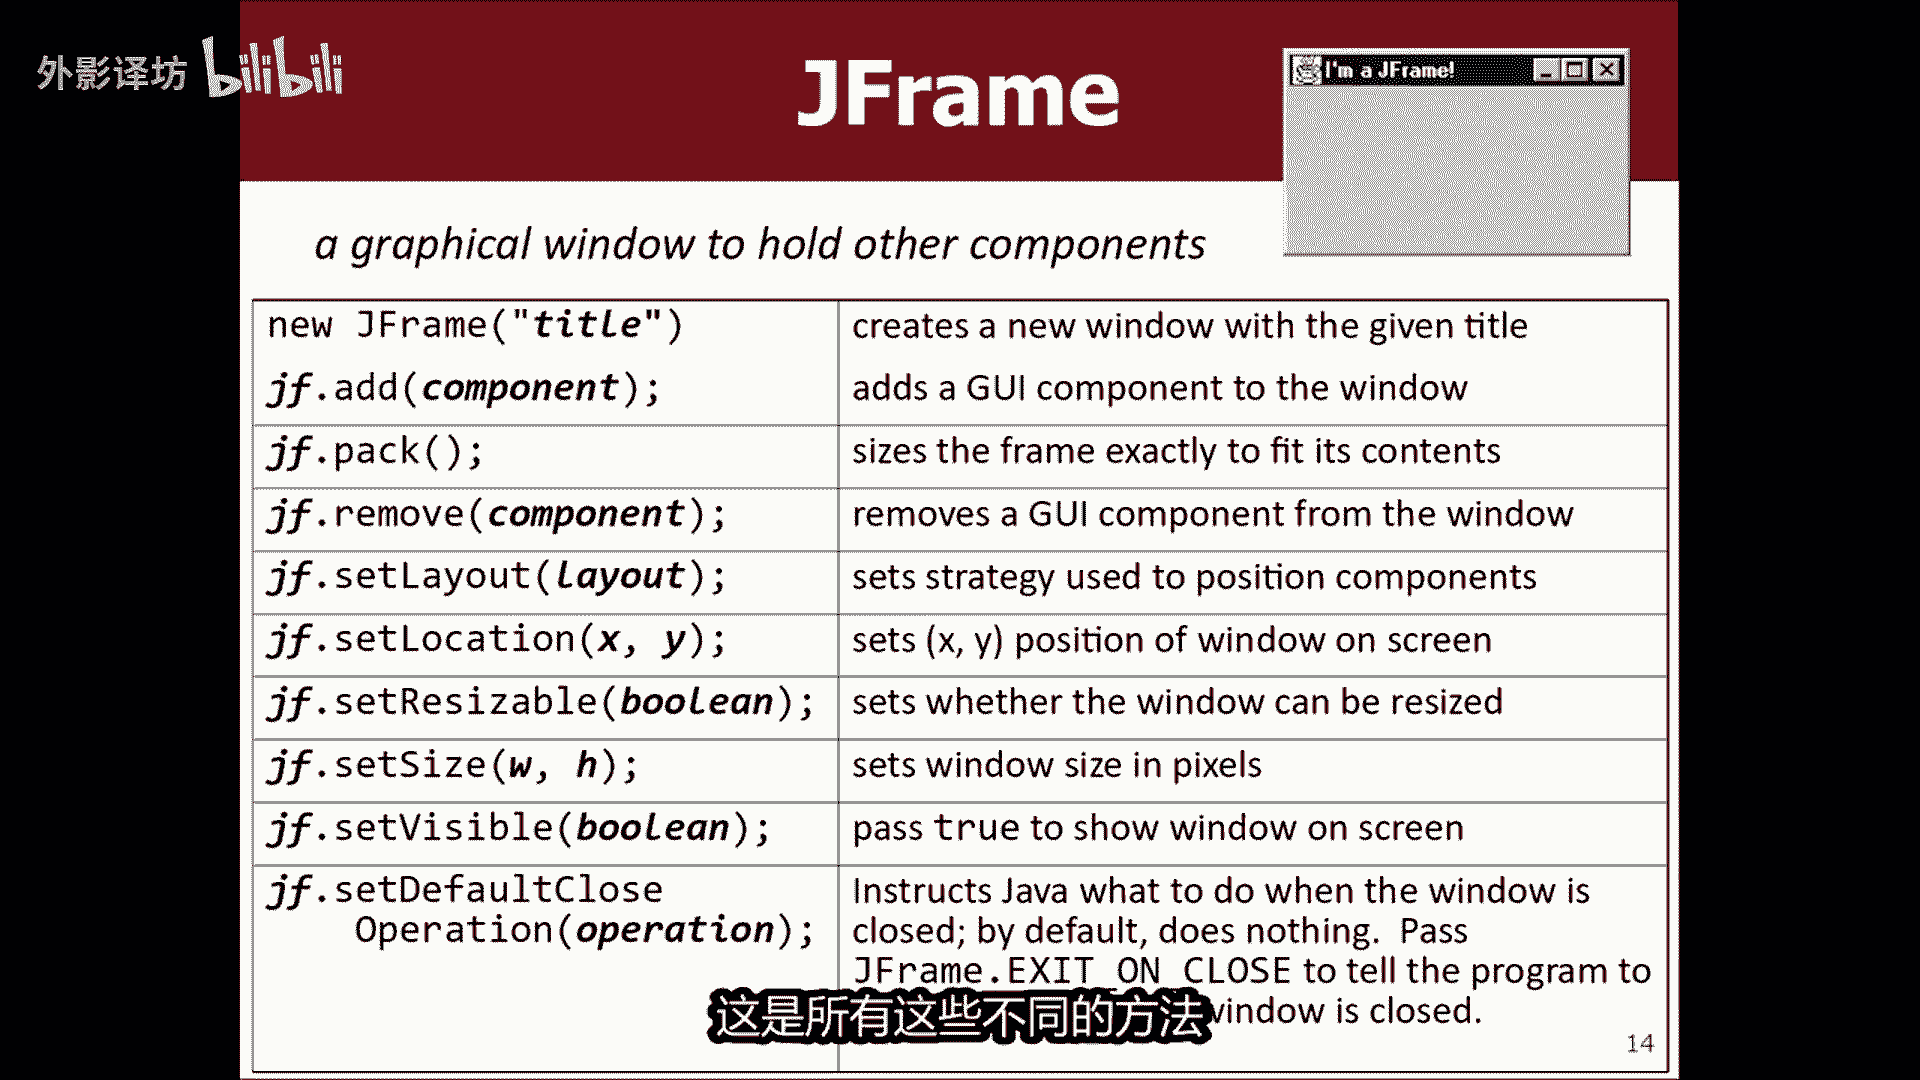 外影译坊 bilibili
JFrame
I'm a JFrame!
a graphical window to hold other components
new JFrame("title")
creates a new window with the given title
jf.add(component);
adds a GUI component to the window
jf.pack();
sizes the frame exactly to fit its contents
jf.remove(component);
removes a GUI component from the window
jf.setLayout(layout);
sets strategy used to position components
jf.setLocation(x, y);
sets (x, y) position of window on screen
jf.setResizable(boolean);
sets whether the window can be resized
jf.setSize(w, h);
sets window size in pixels
jf.setVisible(boolean);
pass true to show window on screen
jf.setDefaultClose
Operation(operation);
Instructs Java what to do when the window is
closed; by default, does nothing. Pass
JFrame.EXIT_ON_CLOSE to tell the program to
window is closed.
这是所有这些不同的方法
14